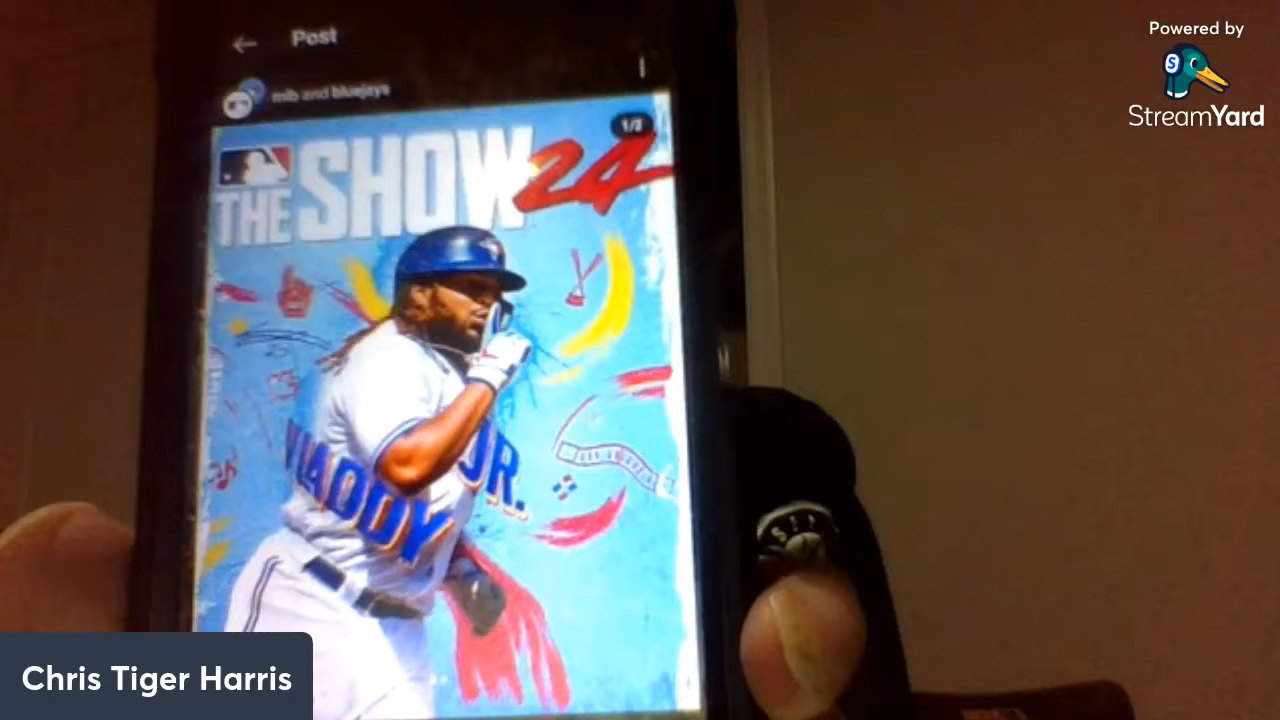 Post
mlb and bluejays
1/2
THE SHOW 24
VLADDY JR.
Powered by
S
StreamYard
Chris Tiger Harris